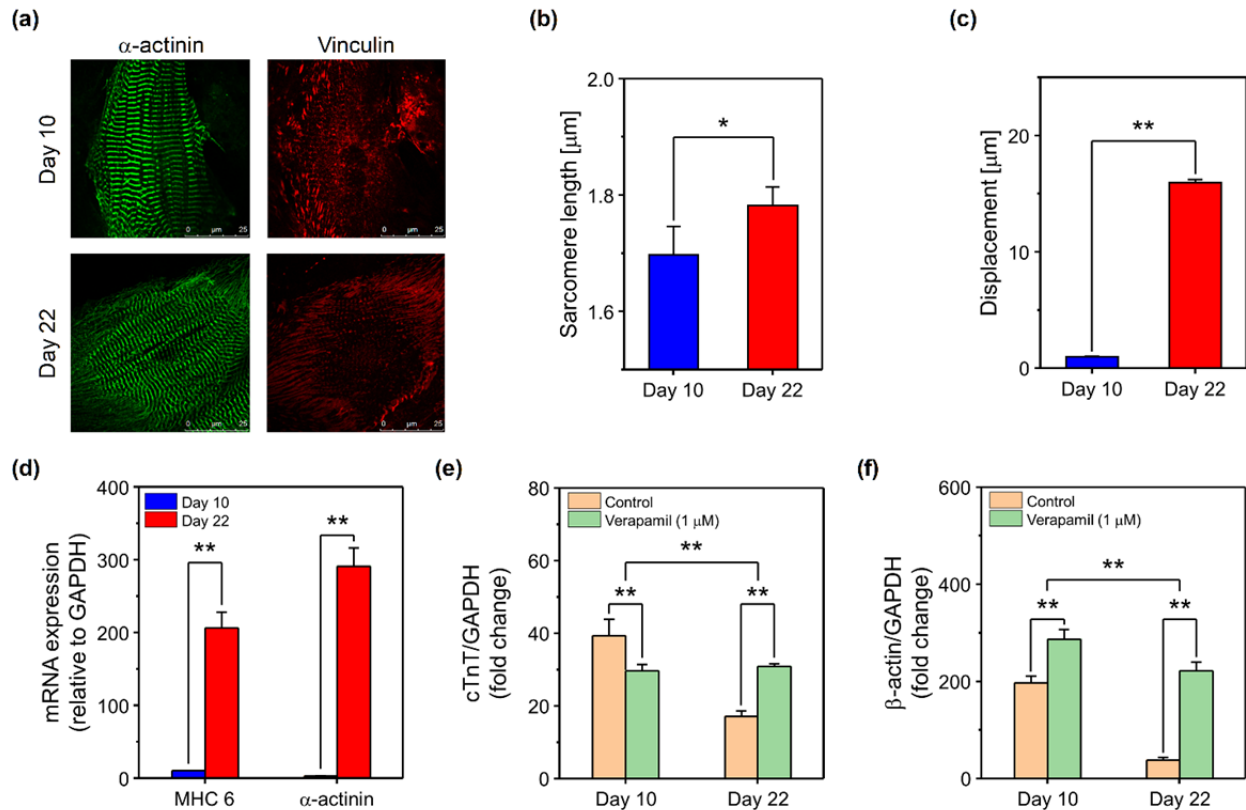 (a)
α-actinin
Vinculin
Day 10
0 µm 25
0 µm 25
Day 22
0 µm 25
0 µm 25
(b)
Sarcomere length [µm]
2.0
1.8
1.6
*
Day 10
Day 22
(c)
Displacement [µm]
20
10
0
**
Day 10
Day 22
(d)
mRNA expression
(relative to GAPDH)
400
300
200
100
0
Day 10
Day 22
**
**
MHC 6
α-actinin
(e)
cTnT/GAPDH
(fold change)
80
60
40
20
0
Control
Verapamil (1 µM)
**
**
**
Day 10
Day 22
(f)
β-actin/GAPDH
(fold change)
600
400
200
0
Control
Verapamil (1 µM)
**
**
**
Day 10
Day 22